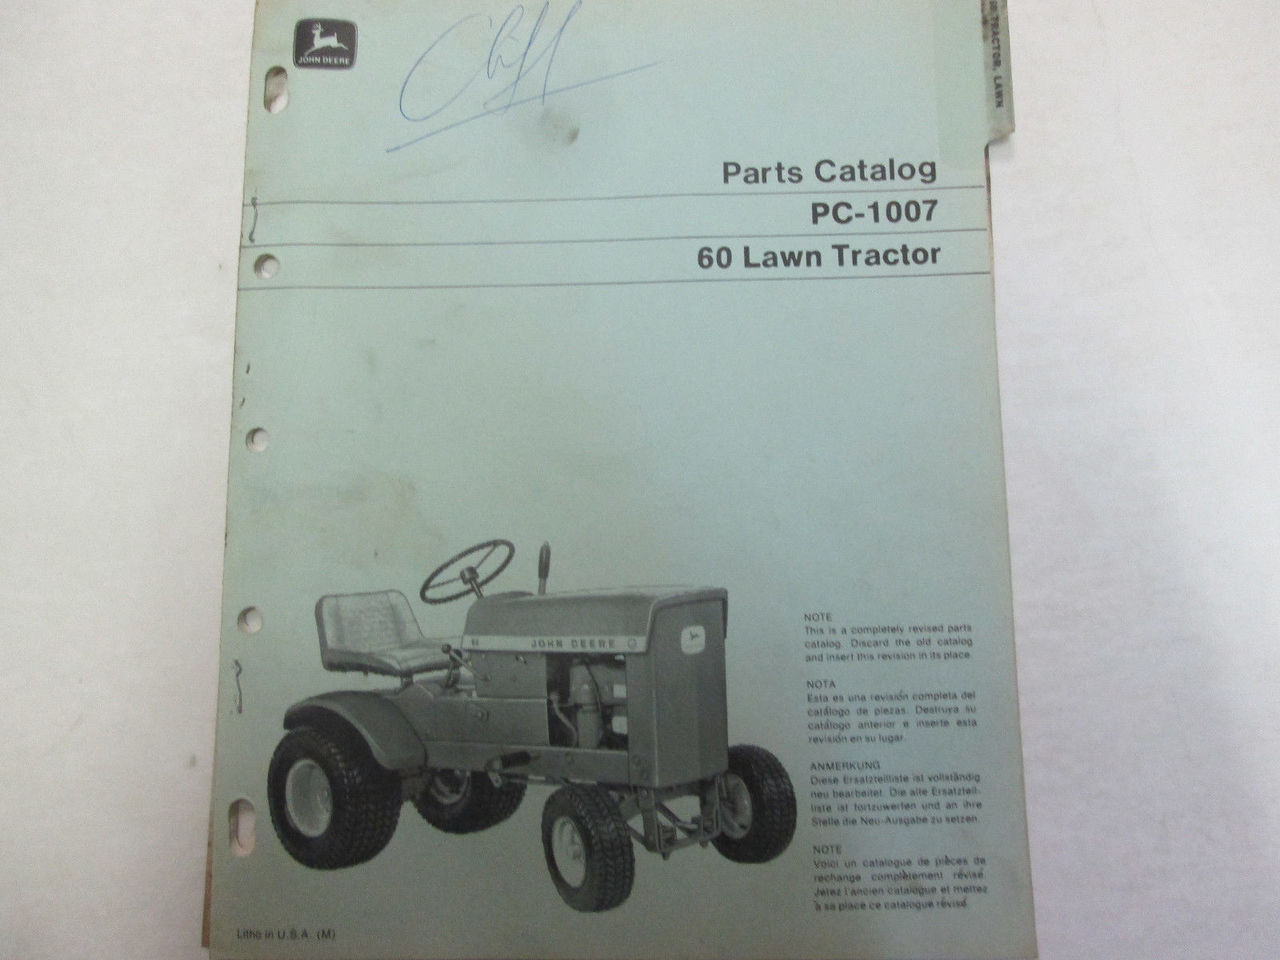 JOHN DEERE
Cliff
TRACTOR, LAWN
Parts Catalog
PC-1007
60 Lawn Tractor
60
JOHN DEERE
NOTE
This is a completely revised parts
catalog. Discard the old catalog
and insert this revision in its place.
NOTA
Esta es una revisión completa del
catálogo de piezas. Destruya su
catálogo anterior e inserte esta
revisión en su lugar.
ANMERKUNG
Diese Ersatzteilliste ist vollständig
neu bearbeitet. Die alte Ersatzteil-
liste ist fortzuwerfen und an ihre
Stelle die Neu-Ausgabe zu setzen.
NOTE
Voici un catalogue de pièces de
rechange complètement révisé.
Jetez l'ancien catalogue et mettez
à sa place ce catalogue révisé.
Litho in U.S.A. (M)